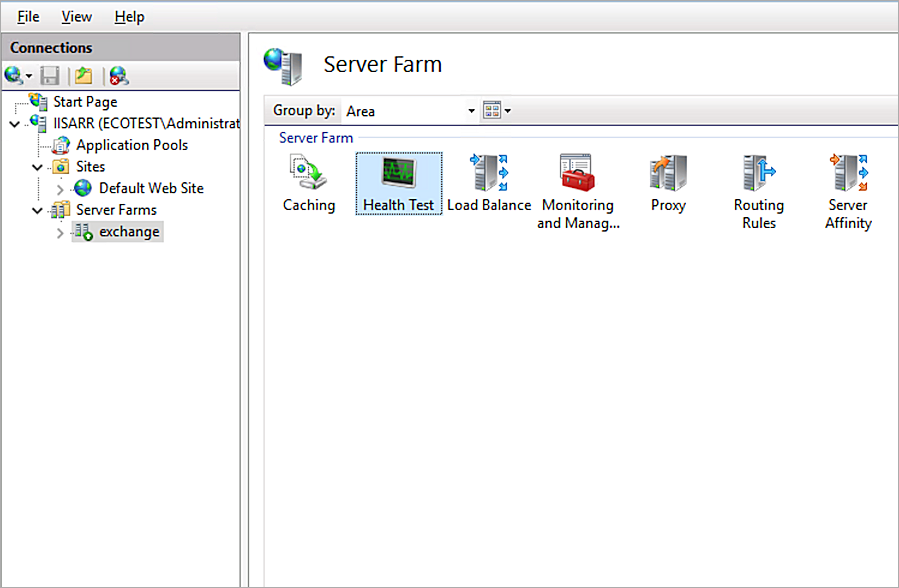 File View Help
Connections
Start Page
IISARR (ECOTEST\Administrat
Application Pools
Sites
Default Web Site
Server Farms
exchange
Server Farm
Group by: Area
Server Farm
Caching
Health Test
Load Balance
Monitoring
and Manag...
Proxy
Routing
Rules
Server
Affinity